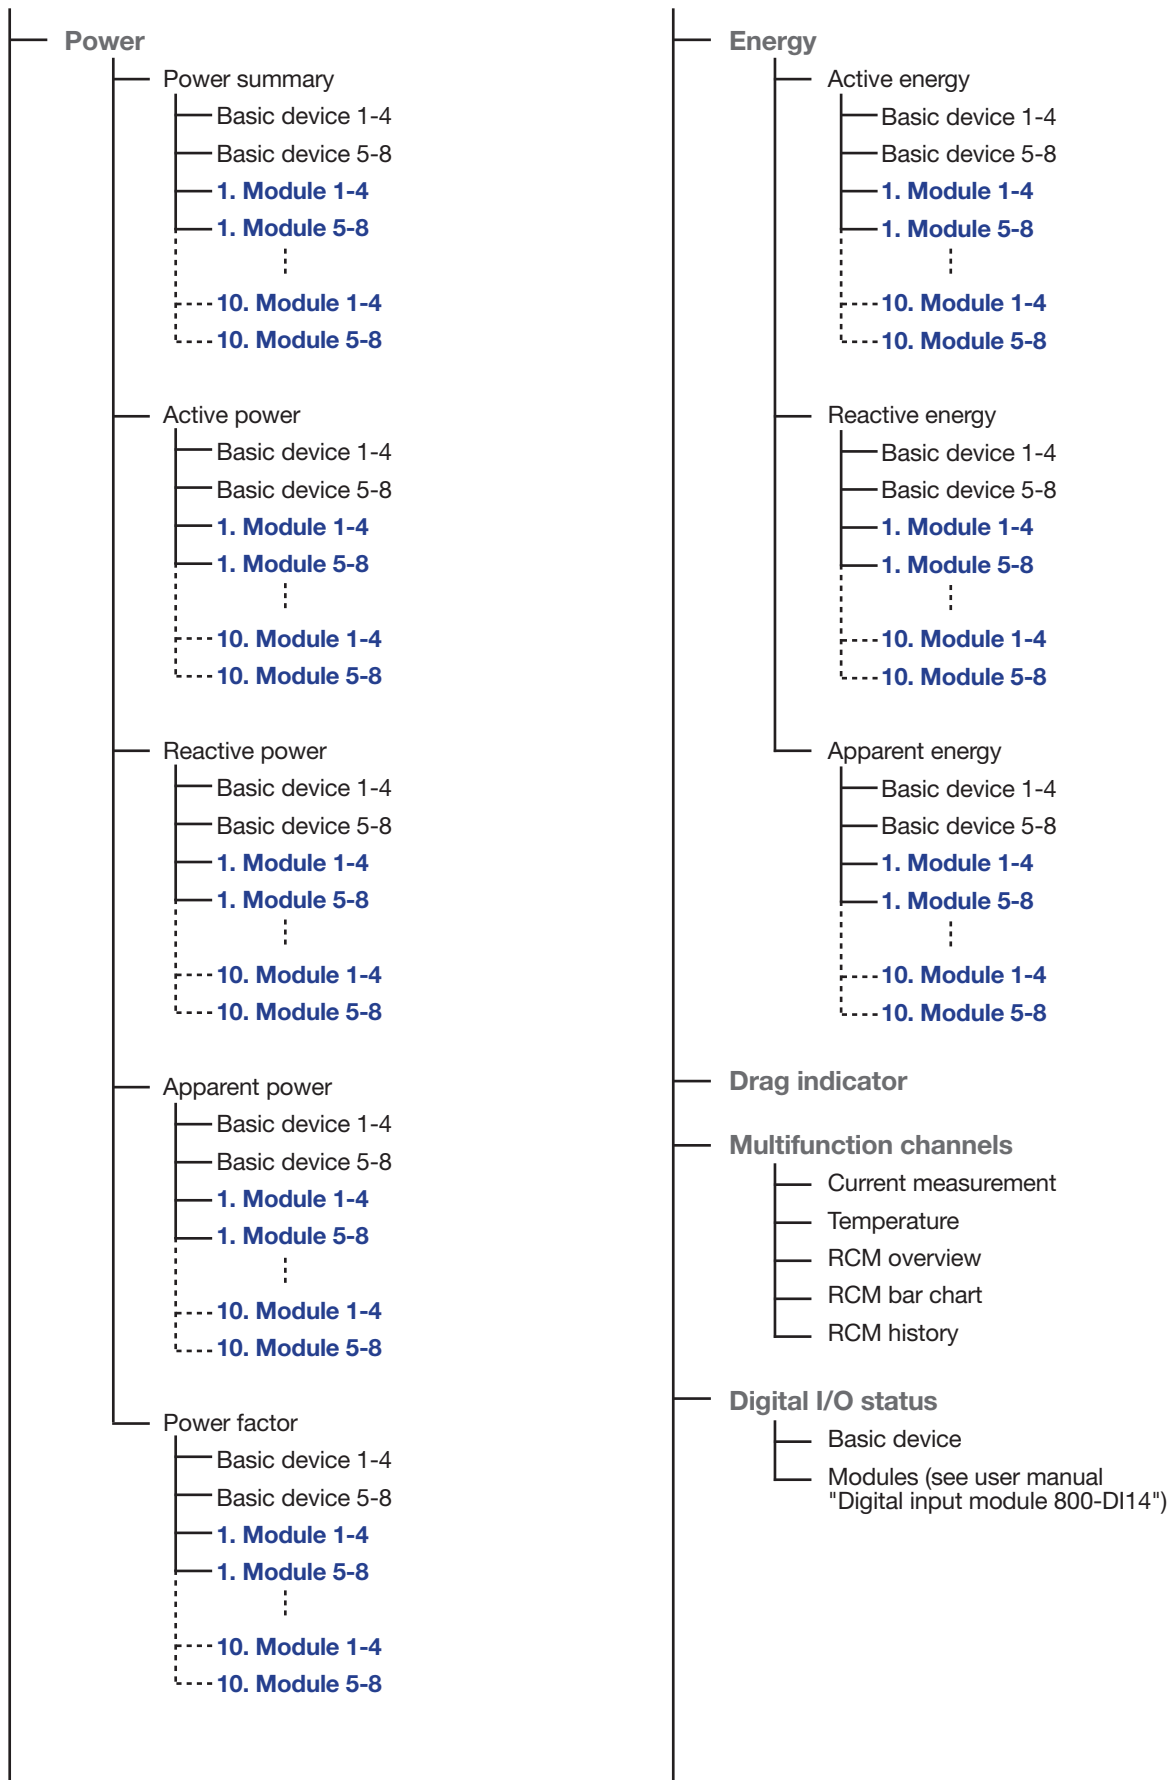 Power
Power summary
Basic device 1-4
Basic device 5-8
1. Module 1-4
1. Module 5-8
10. Module 1-4
10. Module 5-8
Active power
Basic device 1-4
Basic device 5-8
1. Module 1-4
1. Module 5-8
10. Module 1-4
10. Module 5-8
Reactive power
Basic device 1-4
Basic device 5-8
1. Module 1-4
1. Module 5-8
10. Module 1-4
10. Module 5-8
Apparent power
Basic device 1-4
Basic device 5-8
1. Module 1-4
1. Module 5-8
10. Module 1-4
10. Module 5-8
Power factor
Basic device 1-4
Basic device 5-8
1. Module 1-4
1. Module 5-8
10. Module 1-4
10. Module 5-8
Energy
Active energy
Basic device 1-4
Basic device 5-8
1. Module 1-4
1. Module 5-8
10. Module 1-4
10. Module 5-8
Reactive energy
Basic device 1-4
Basic device 5-8
1. Module 1-4
1. Module 5-8
10. Module 1-4
10. Module 5-8
Apparent energy
Basic device 1-4
Basic device 5-8
1. Module 1-4
1. Module 5-8
10. Module 1-4
10. Module 5-8
Drag indicator
Multifunction channels
Current measurement
Temperature
RCM overview
RCM bar chart
RCM history
Digital I/O status
Basic device
Modules (see user manual
"Digital input module 800-DI14")